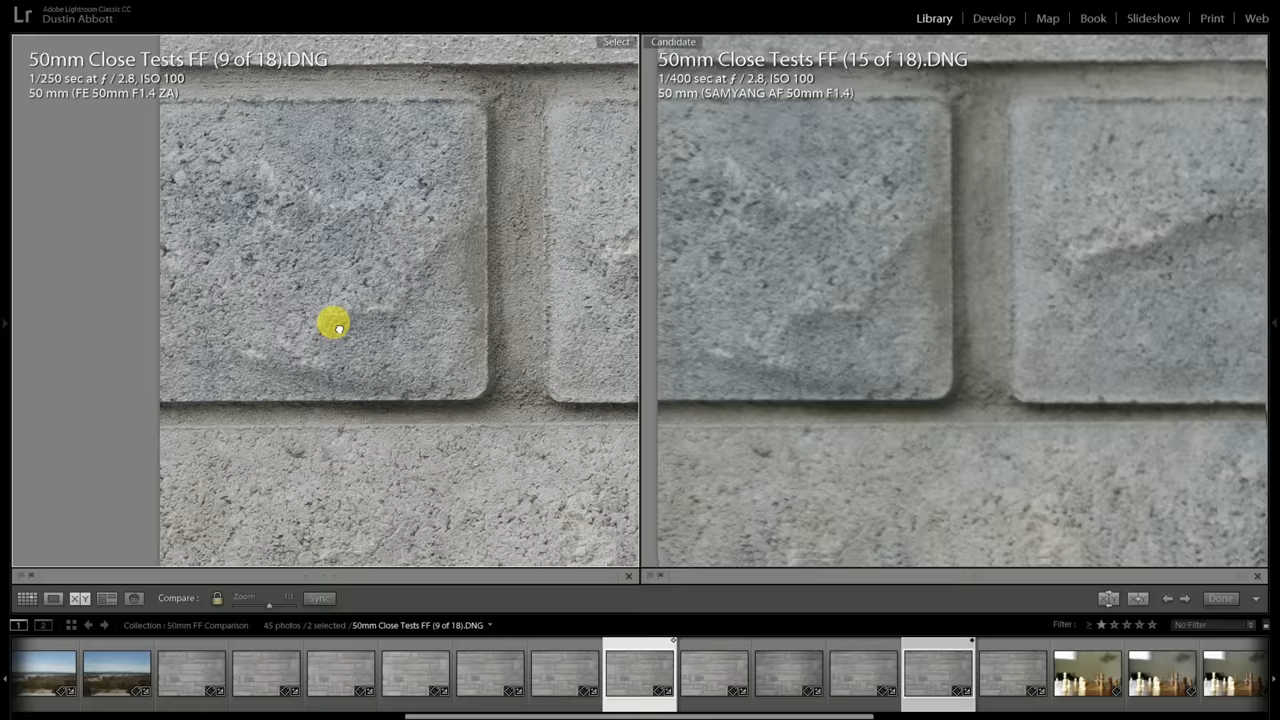 Lr
Adobe Lightroom Classic CC
Dustin Abbott
Library | Develop | Map | Book | Slideshow | Print | Web
50mm Close Tests FF (9 of 18).DNG
1/250 sec at ƒ / 2.8, ISO 100
50 mm (FE 50mm F1.4 ZA)
Select
Candidate
50mm Close Tests FF (15 of 18).DNG
1/400 sec at ƒ / 2.8, ISO 100
50 mm (SAMYANG AF 50mm F1.4)
XY
Compare :
Zoom
1:1
Sync
Done
1
2
Collection : 50mm FF Comparison
45 photos / 2 selected / 50mm Close Tests FF (9 of 18).DNG
Filter :
No Filter